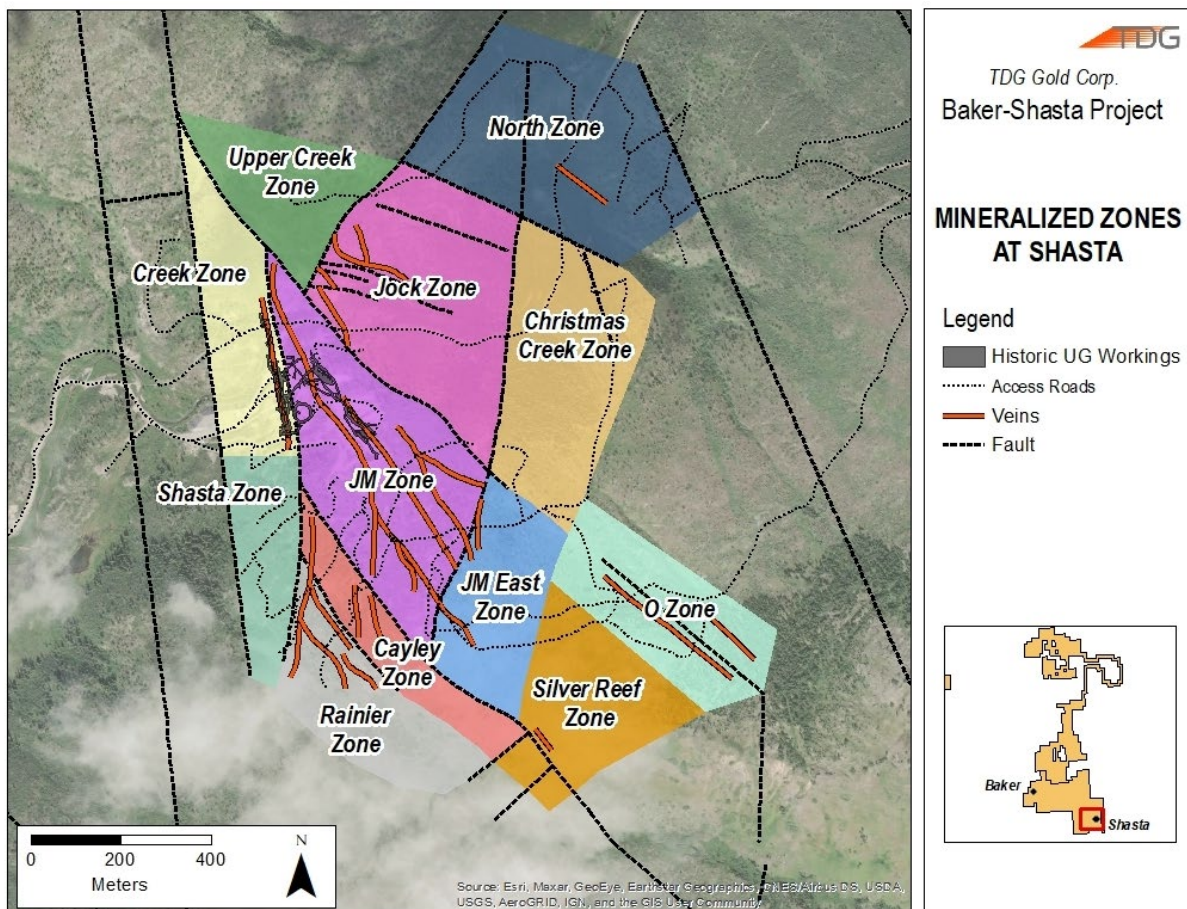 North Zone
Upper Creek
Zone
Creek Zone
Jock Zone
Christmas
Creek Zone
Shasta Zone
JM Zone
JM East
Zone
O Zone
Cayley
Zone
Silver Reef
Zone
Rainier
Zone
0 200 400
Meters
N
Source: Esri, Maxar, GeoEye, Earthstar Geographics, CNES/Airbus DS, USDA,
USGS, AeroGRID, IGN, and the GIS User Community
TDG
TDG Gold Corp.
Baker-Shasta Project
MINERALIZED ZONES
AT SHASTA
Legend
Historic UG Workings
Access Roads
Veins
Fault
Baker
Shasta